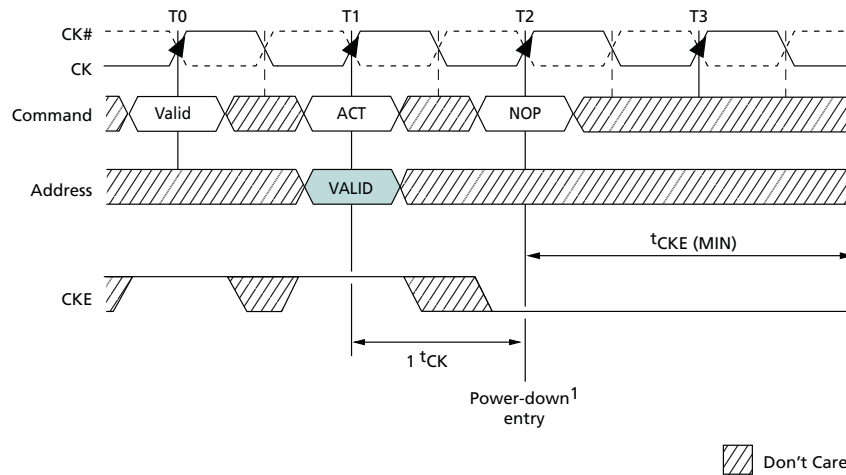 T0 T1 T2 T3
CK#
CK
Command Valid ACT NOP
Address VALID
tCKE (MIN)
CKE
1 tCK
Power-down1
entry
Don't Care